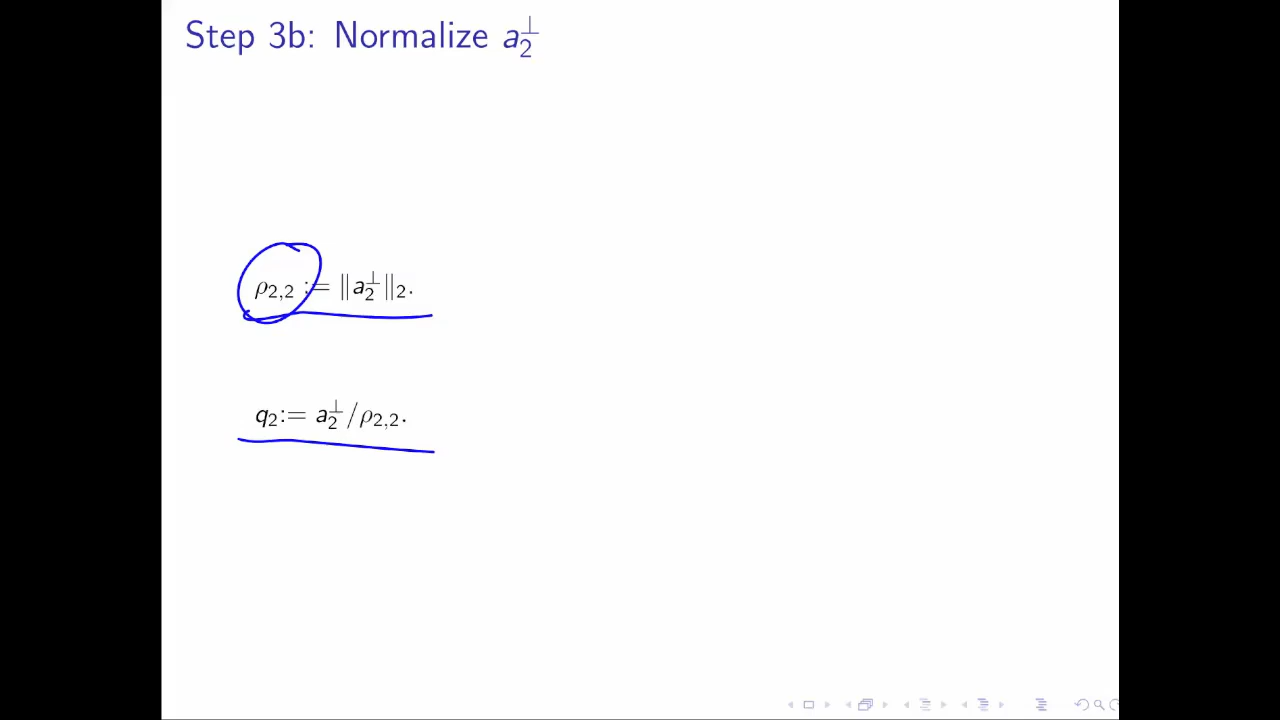 Step 3b: Normalize a₂^⊥
ρ₂,₂ := ‖a₂^⊥‖₂.
q₂:= a₂^⊥/ρ₂,₂.